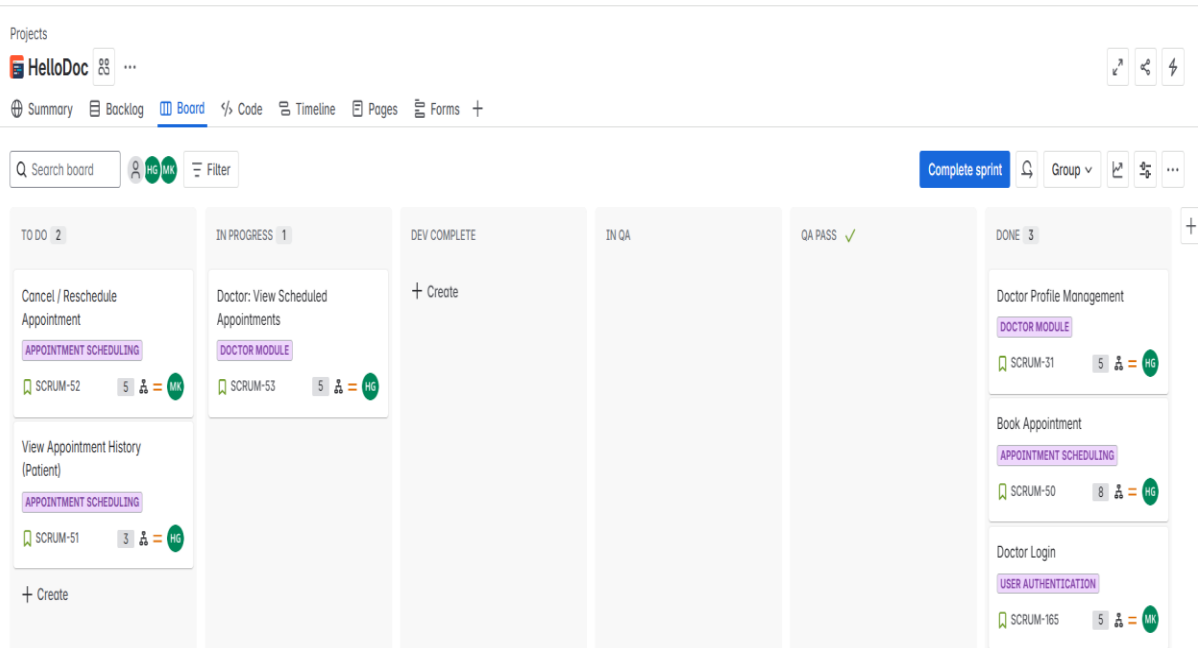 Projects
HelloDoc
Summary
Backlog
Board
Code
Timeline
Pages
Forms
Search board
HG
MK
Filter
Complete sprint
Group
TO DO 2
Cancel / Reschedule
Appointment
APPOINTMENT SCHEDULING
SCRUM-52 5 MK
View Appointment History
(Patient)
APPOINTMENT SCHEDULING
SCRUM-51 3 HG
+ Create
IN PROGRESS 1
Doctor: View Scheduled
Appointments
DOCTOR MODULE
SCRUM-53 5 HG
DEV COMPLETE
+ Create
IN QA
QA PASS
DONE 3
Doctor Profile Management
DOCTOR MODULE
SCRUM-31 5 HG
Book Appointment
APPOINTMENT SCHEDULING
SCRUM-50 8 HG
Doctor Login
USER AUTHENTICATION
SCRUM-165 5 MK